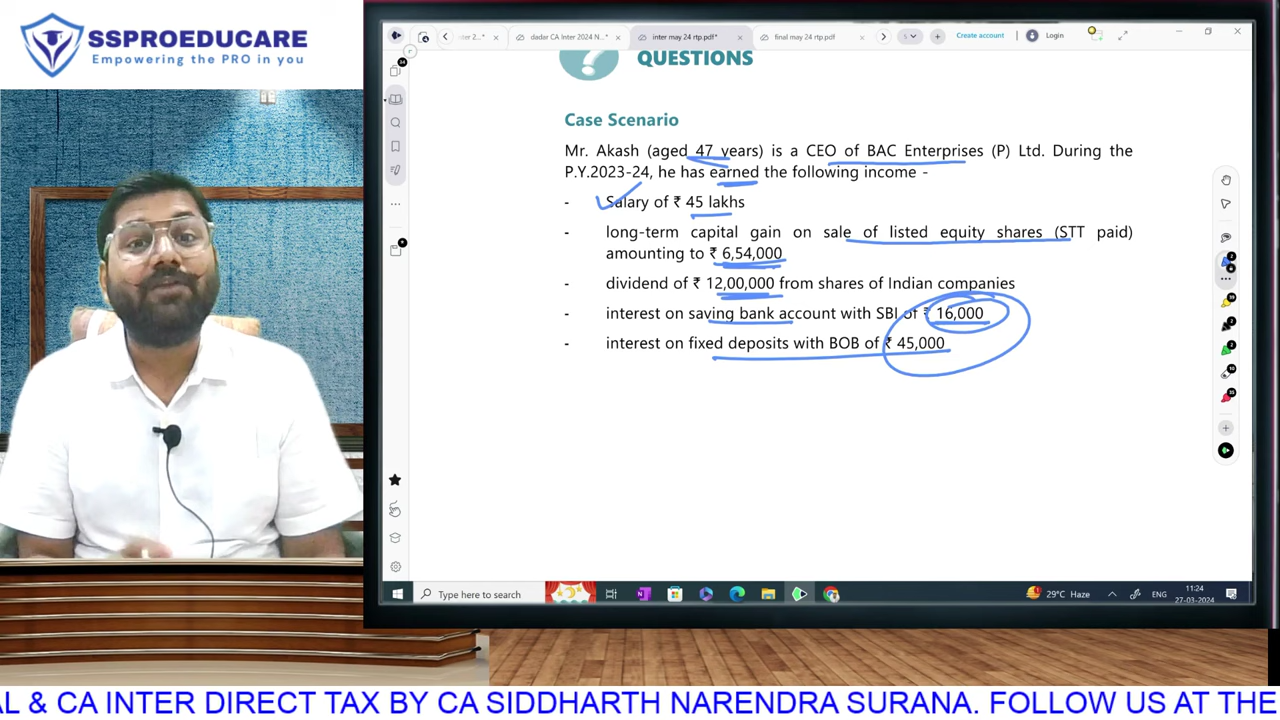 SSPROEDUCARE
Empowering the PRO in you
dadar CA Inter 2024 N...*
inter may 24 rtp.pdf*
final may 24 rtp.pdf
Create account
Login
QUESTIONS
Case Scenario
Mr. Akash (aged 47 years) is a CEO of BAC Enterprises (P) Ltd. During the
P.Y.2023-24, he has earned the following income -
- Salary of ₹ 45 lakhs
- long-term capital gain on sale of listed equity shares (STT paid)
amounting to ₹ 6,54,000
- dividend of ₹ 12,00,000 from shares of Indian companies
- interest on saving bank account with SBI of ₹ 16,000
- interest on fixed deposits with BOB of ₹ 45,000
Type here to search
29°C Haze
ENG
11:24
27-03-2024
AL & CA INTER DIRECT TAX BY CA SIDDHARTH NARENDRA SURANA. FOLLOW US AT THE